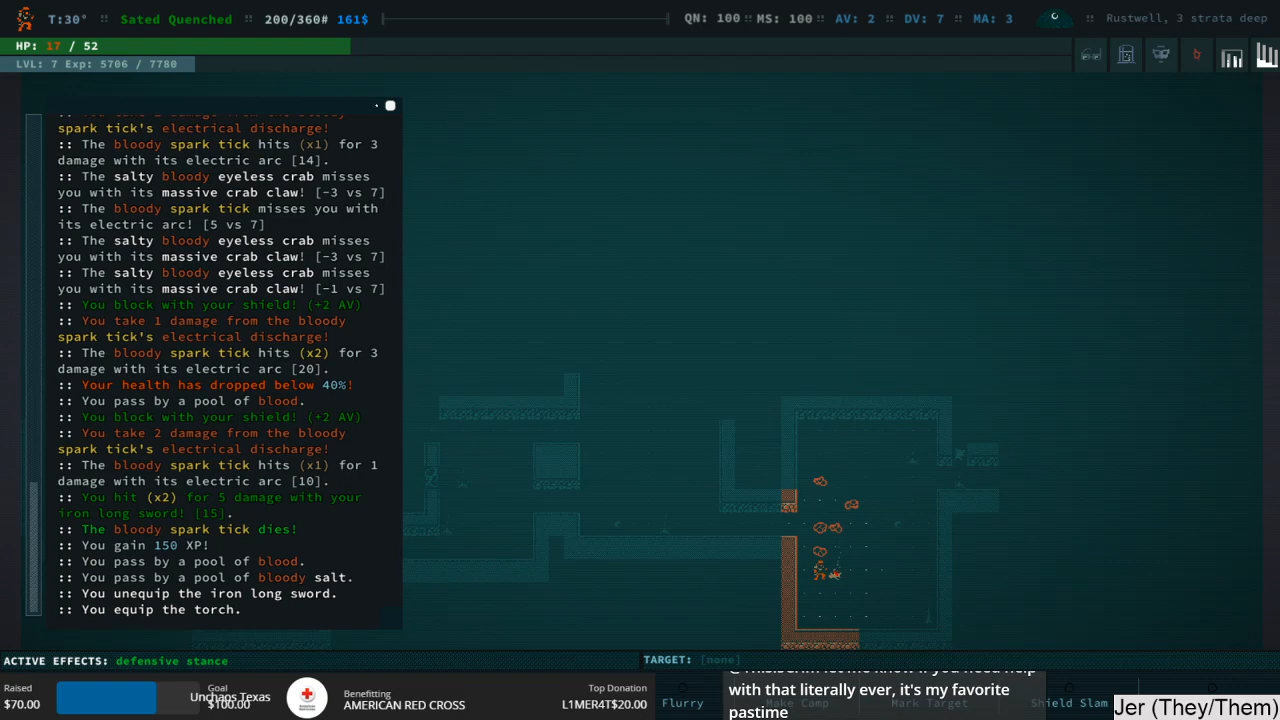 T:30° :: Sated Quenched :: 200/360# 161$ QN: 100 :: MS: 100 :: AV: 2 :: DV: 7 :: MA: 3 :: Rustwell, 3 strata deep
HP: 17 / 52
LVL: 7 Exp: 5706 / 7780
spark tick's electrical discharge!
:: The bloody spark tick hits (x1) for 3
damage with its electric arc [14].
:: The salty bloody eyeless crab misses
you with its massive crab claw! [-3 vs 7]
:: The bloody spark tick misses you with
its electric arc! [5 vs 7]
:: The salty bloody eyeless crab misses
you with its massive crab claw! [-3 vs 7]
:: The salty bloody eyeless crab misses
you with its massive crab claw! [-1 vs 7]
:: You block with your shield! (+2 AV)
:: You take 1 damage from the bloody
spark tick's electrical discharge!
:: The bloody spark tick hits (x2) for 3
damage with its electric arc [20].
:: Your health has dropped below 40%!
:: You pass by a pool of blood.
:: You block with your shield! (+2 AV)
:: You take 2 damage from the bloody
spark tick's electrical discharge!
:: The bloody spark tick hits (x1) for 1
damage with its electric arc [10].
:: You hit (x2) for 5 damage with your
iron long sword! [15].
:: The bloody spark tick dies!
:: You gain 150 XP!
:: You pass by a pool of blood.
:: You pass by a pool of bloody salt.
:: You unequip the iron long sword.
:: You equip the torch.
ACTIVE EFFECTS: defensive stance
TARGET: [none]
Raised
$70.00
Goal
$100.00
Unchaos Texas
Benefitting
AMERICAN RED CROSS
Top Donation
L1MER4T$20.00
Flurry
Make Camp
Mark Target
Shield Slam
with that literally ever, it's my favorite
pastime
Jer (They/Them)